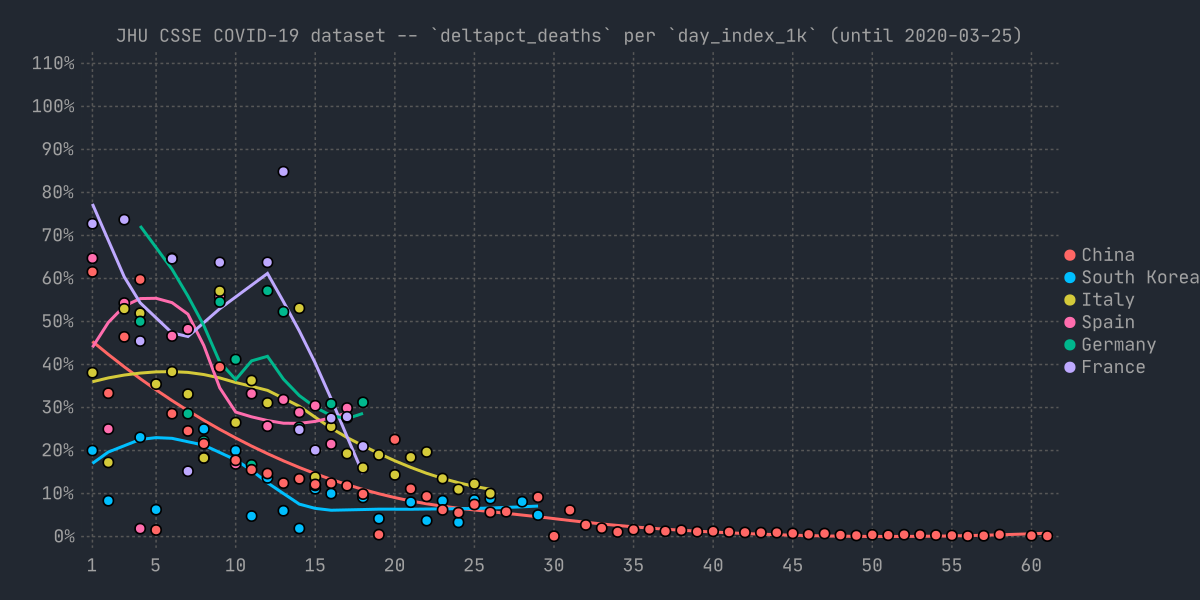 JHU CSSE COVID-19 dataset -- `deltapct_deaths` per `day_index_1k` (until 2020-03-25)
110%
100%
90%
80%
70%
60%
50%
40%
30%
20%
10%
0%
1 5 10 15 20 25 30 35 40 45 50 55 60
China
South Korea
Italy
Spain
Germany
France